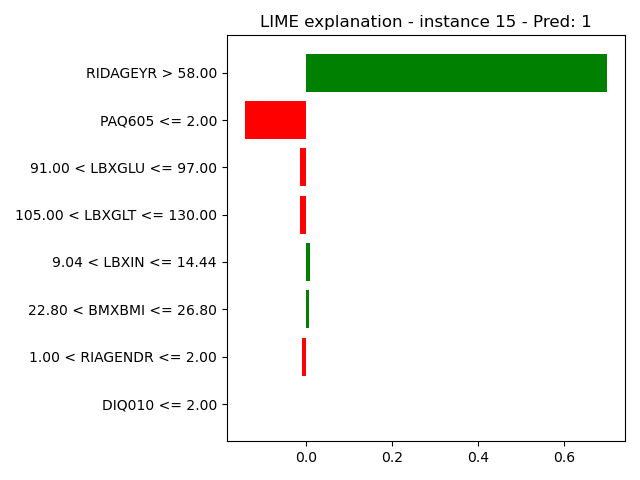 LIME explanation - instance 15 - Pred: 1
RIDAGEYR > 58.00
PAQ605 <= 2.00
91.00 < LBXGLU <= 97.00
105.00 < LBXGLT <= 130.00
9.04 < LBXIN <= 14.44
22.80 < BMXBMI <= 26.80
1.00 < RIAGENDR <= 2.00
DIQ010 <= 2.00
0.0 0.2 0.4 0.6